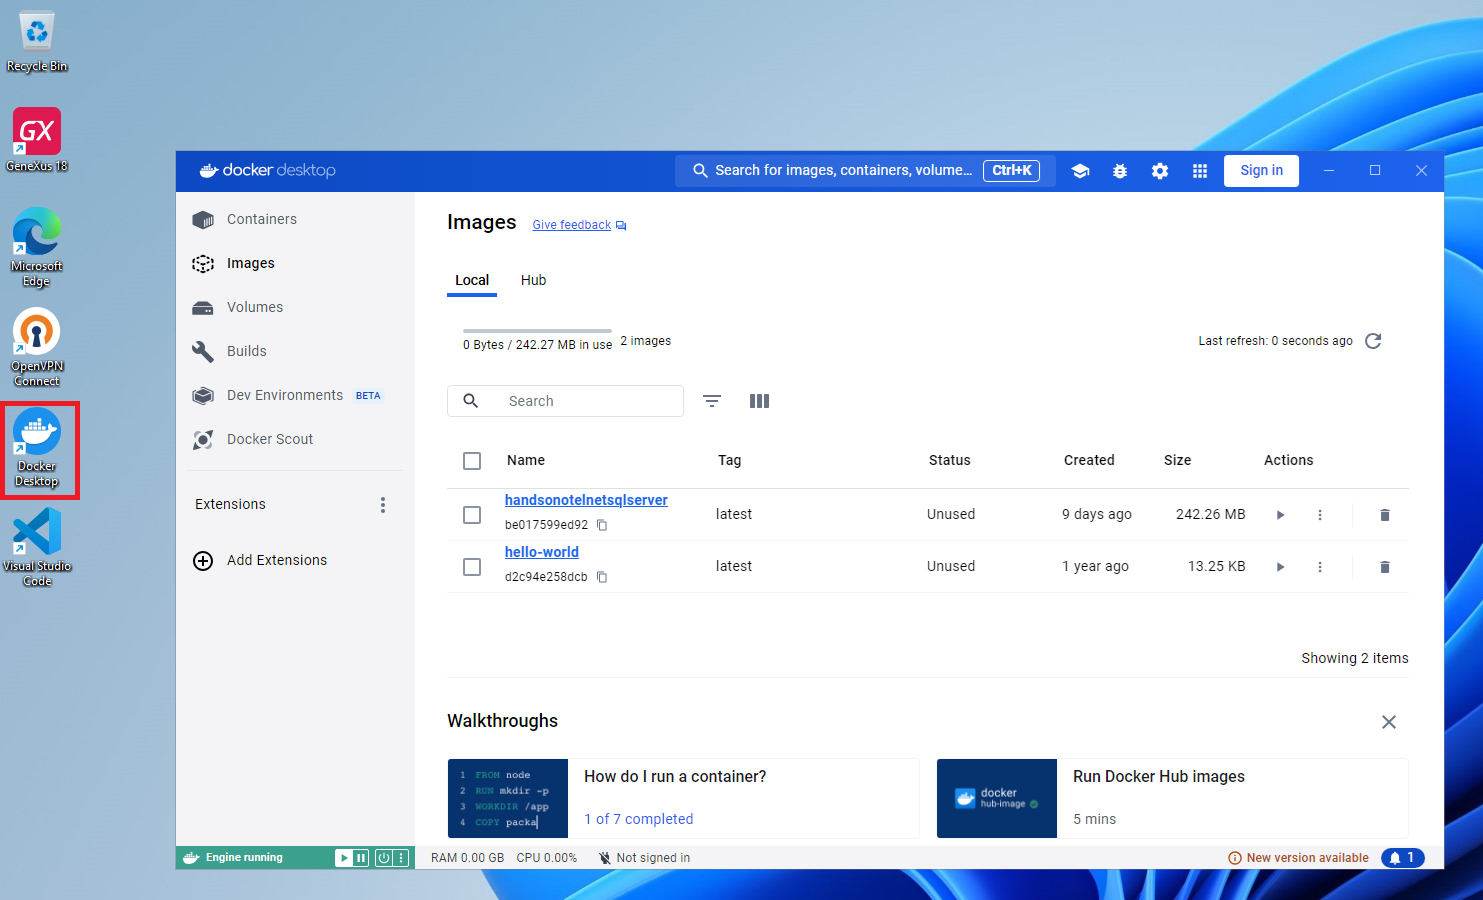 Recycle Bin
GX
GeneXus 18
Microsoft
Edge
OpenVPN
Connect
Docker
Desktop
Visual Studio
Code
docker desktop
Search for images, containers, volume... Ctrl+K
Sign in
Containers
Images
Volumes
Builds
Dev Environments BETA
Docker Scout
Extensions
Add Extensions
Images Give feedback
Local Hub
0 Bytes / 242.27 MB in use 2 images
Last refresh: 0 seconds ago
Search
Name Tag Status Created Size Actions
handsonotelnetsqlserver
be017599ed92
latest Unused 9 days ago 242.26 MB
hello-world
d2c94e258dcb
latest Unused 1 year ago 13.25 KB
Showing 2 items
Walkthroughs
1 FROM node
2 RUN mkdir -p
3 WORKDIR /app
4 COPY packa
How do I run a container?
1 of 7 completed
docker
hub-image
Run Docker Hub images
5 mins
Engine running
RAM 0.00 GB CPU 0.00% Not signed in
New version available 1